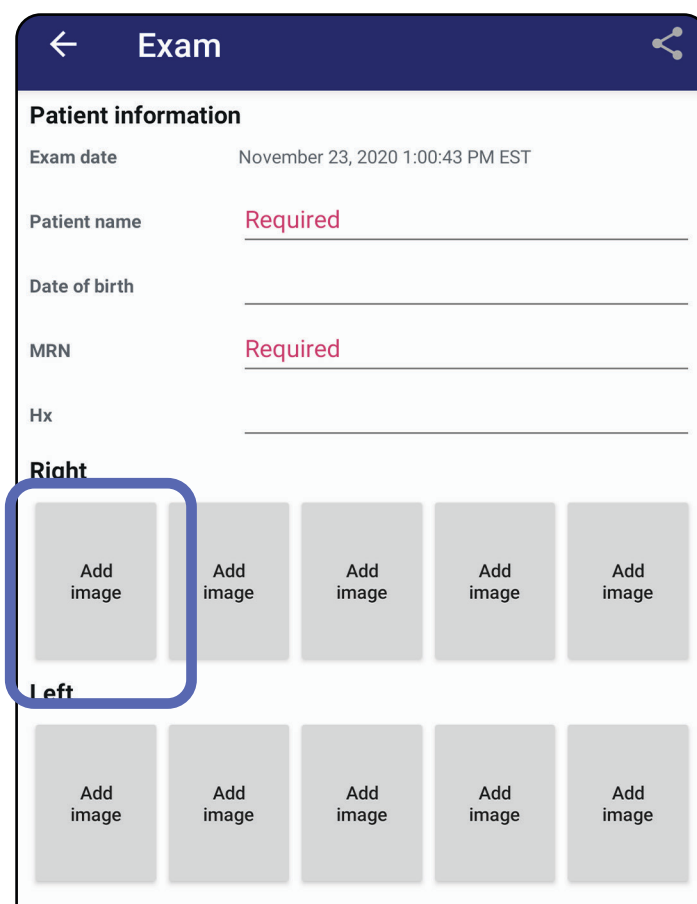 Exam
Patient information
Exam date November 23, 2020 1:00:43 PM EST
Patient name Required
Date of birth
MRN Required
Hx
Right
Add Add Add Add Add
image image image image image
Left
Add Add Add Add Add
image image image image image